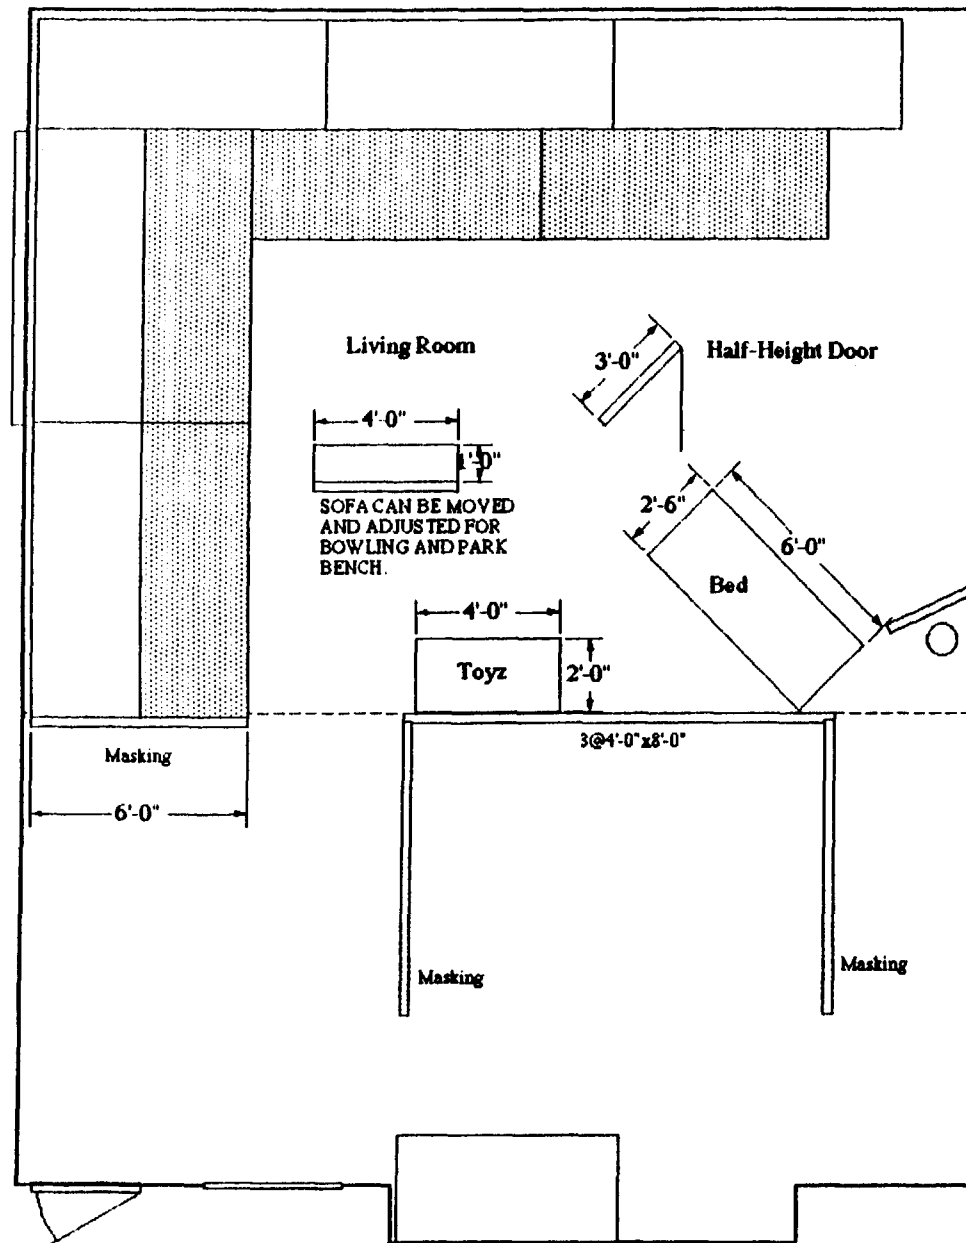 Living Room
Half-Height Door
3'-0"
4'-0"
1'-0"
SOFA CAN BE MOVED
AND ADJUSTED FOR
BOWLING AND PARK
BENCH.
2'-6"
6'-0"
Bed
4'-0"
Toyz
2'-0"
3@4'-0"x8'-0"
Masking
6'-0"
Masking
Masking